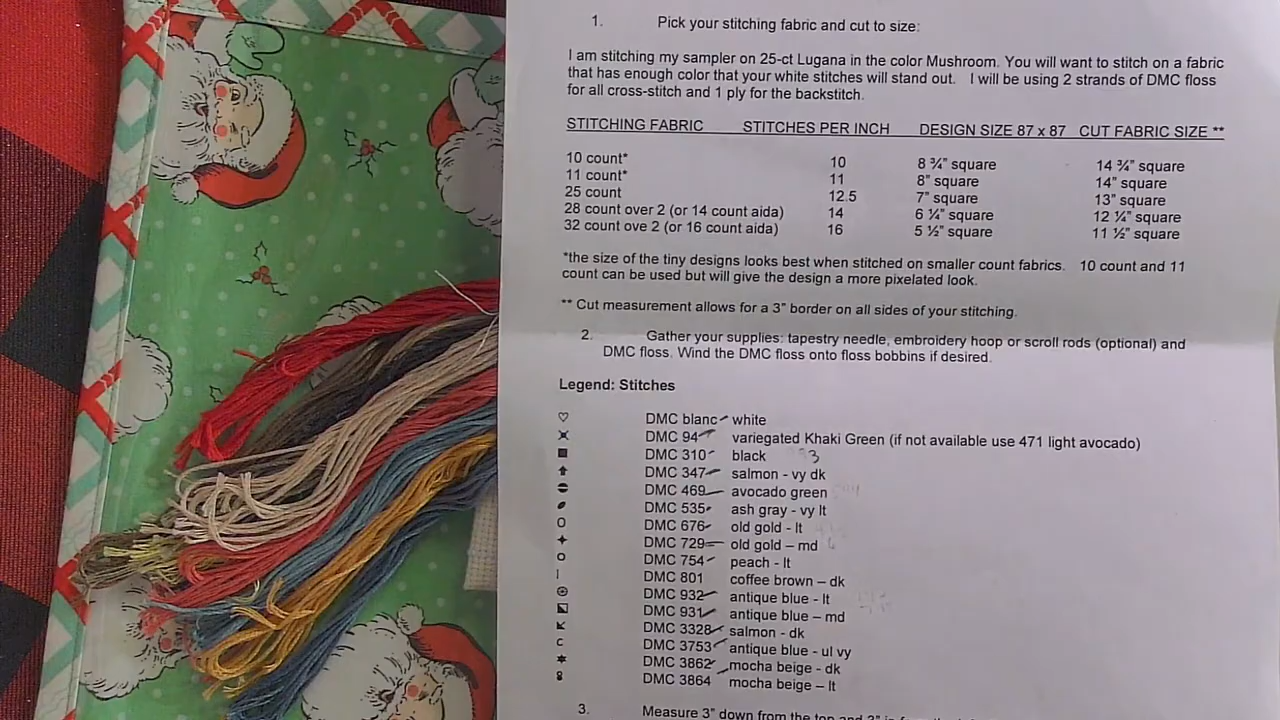 1. Pick your stitching fabric and cut to size:
I am stitching my sampler on 25-ct Lugana in the color Mushroom. You will want to stitch on a fabric
that has enough color that your white stitches will stand out. I will be using 2 strands of DMC floss
for all cross-stitch and 1 ply for the backstitch.
STITCHING FABRIC STITCHES PER INCH DESIGN SIZE 87 x 87 CUT FABRIC SIZE **
10 count* 10 8 ¾" square 14 ¾" square
11 count* 11 8" square 14" square
25 count 12.5 7" square 13" square
28 count over 2 (or 14 count aida) 14 6 ¼" square 12 ¼" square
32 count ove 2 (or 16 count aida) 16 5 ½" square 11 ½" square
*the size of the tiny designs looks best when stitched on smaller count fabrics. 10 count and 11
count can be used but will give the design a more pixelated look.
** Cut measurement allows for a 3" border on all sides of your stitching.
2. Gather your supplies: tapestry needle, embroidery hoop or scroll rods (optional) and
DMC floss. Wind the DMC floss onto floss bobbins if desired.
Legend: Stitches
DMC blanc white
DMC 94 variegated Khaki Green (if not available use 471 light avocado)
DMC 310 black 3
DMC 347 salmon - vy dk
DMC 469 avocado green
DMC 535 ash gray - vy lt
DMC 676 old gold - lt
DMC 729 old gold – md
DMC 754 peach - lt
DMC 801 coffee brown – dk
DMC 932 antique blue - lt
DMC 931 antique blue – md
DMC 3328 salmon - dk
DMC 3753 antique blue - ul vy
DMC 3862 mocha beige - dk
DMC 3864 mocha beige – lt
3. Measure 3" down from the top and 3" in